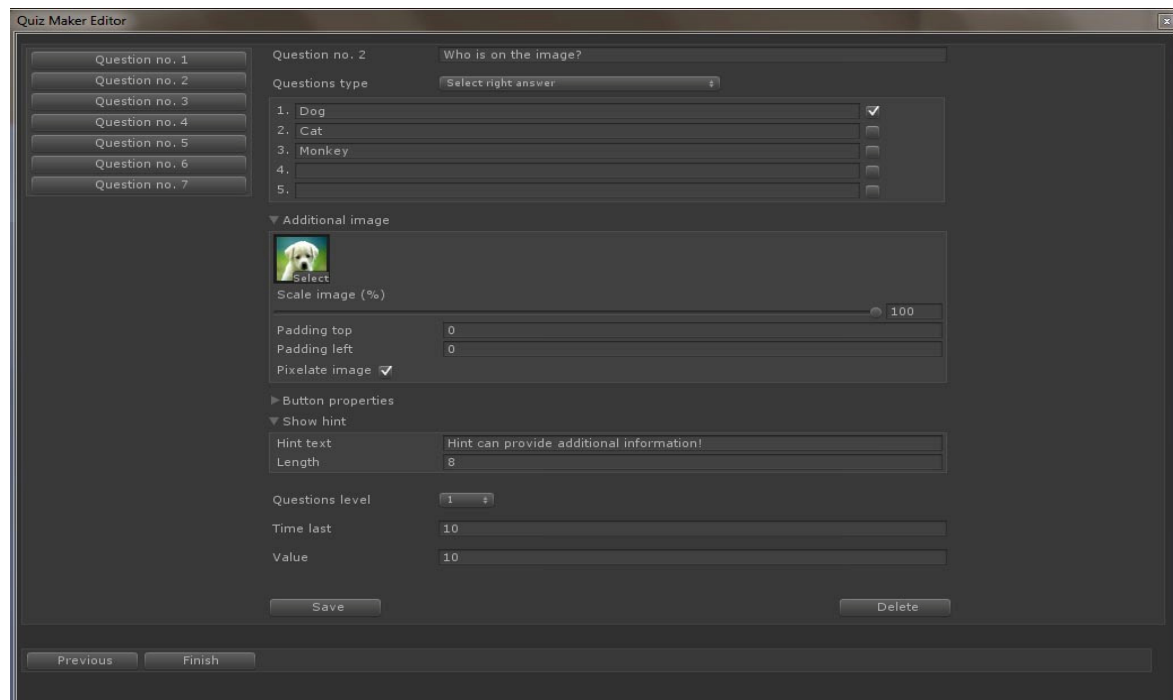 Quiz Maker Editor
Question no. 1
Question no. 2
Question no. 3
Question no. 4
Question no. 5
Question no. 6
Question no. 7
Question no. 2 Who is on the image?
Questions type Select right answer
1. Dog
2. Cat
3. Monkey
4.
5.
Additional image
Select
Scale image (%)
100
Padding top 0
Padding left 0
Pixelate image
Button properties
Show hint
Hint text Hint can provide additional information!
Length 8
Questions level 1
Time last 10
Value 10
Save Delete
Previous Finish